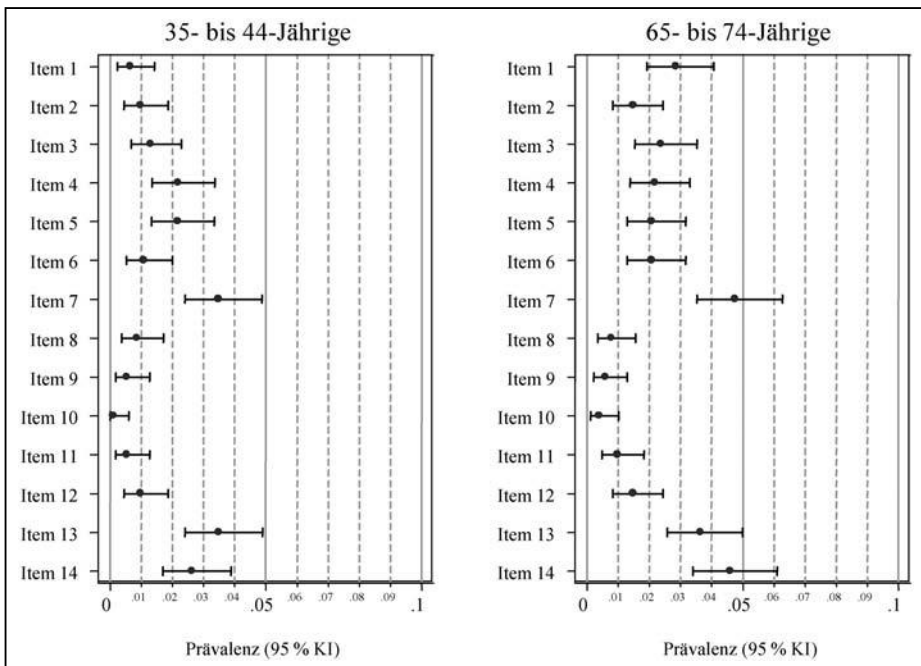 35- bis 44-Jährige
Item 1
Item 2
Item 3
Item 4
Item 5
Item 6
Item 7
Item 8
Item 9
Item 10
Item 11
Item 12
Item 13
Item 14
0 .01 .02 .03 .04 .05 .06 .07 .08 .09 .1
Prävalenz (95 % KI)
65- bis 74-Jährige
Item 1
Item 2
Item 3
Item 4
Item 5
Item 6
Item 7
Item 8
Item 9
Item 10
Item 11
Item 12
Item 13
Item 14
0 .01 .02 .03 .04 .05 .06 .07 .08 .09 .1
Prävalenz (95 % KI)